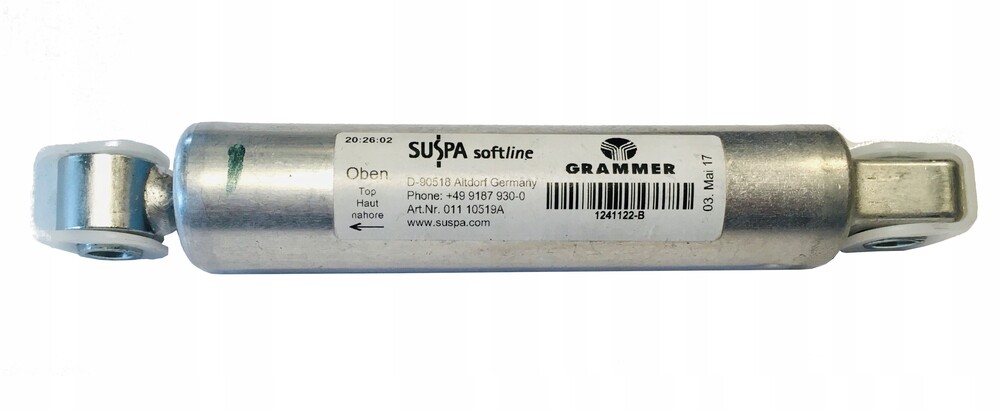 20:26:02
Oben
Top
Haut
nahore
SUSPA softline
D-90518 Altdorf Germany
Phone: +49 9187 930-0
Art.Nr. 011 10519A
www.suspa.com
GRAMMER
1241122-B
03. Mai 17